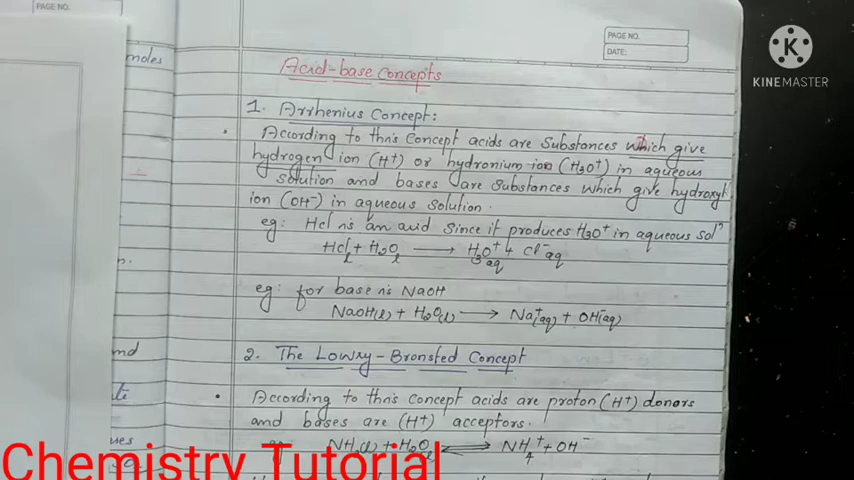 PAGE NO.
PAGE NO.
DATE:
K
KINEMASTER
moles
Acid-base concepts
1. Arrhenius Concept:
According to this concept acids are substances which give
hydrogen ion (H+) or hydronium ion (H3O+) in aqueous
solution and bases are substances which give hydroxyl
ion (OH-) in aqueous solution.
eg: HCl is an acid since it produces H3O+ in aqueous solⁿ
HCl l + H2O l ⟶ H3O+ aq + Cl- aq
eg: for base is NaOH
NaOH(l) + H2O(l) ⟶ Na+(aq) + OH-(aq)
2. The Lowry-Bronsted Concept
According to this concept acids are proton (H+) donors
and bases are (H+) acceptors.
NH3(l) + H2O l ⇌ NH4+ + OH-
Chemistry Tutorial